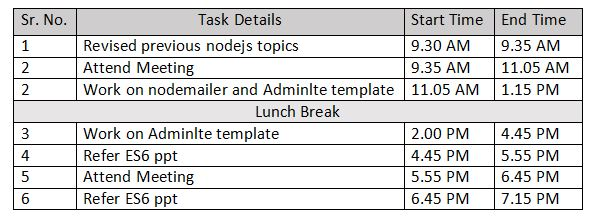 Sr. No. Task Details Start Time End Time
1 Revised previous nodejs topics 9.30 AM 9.35 AM
2 Attend Meeting 9.35 AM 11.05 AM
2 Work on nodemailer and Adminlte template 11.05 AM 1.15 PM
Lunch Break
3 Work on Adminlte template 2.00 PM 4.45 PM
4 Refer ES6 ppt 4.45 PM 5.55 PM
5 Attend Meeting 5.55 PM 6.45 PM
6 Refer ES6 ppt 6.45 PM 7.15 PM